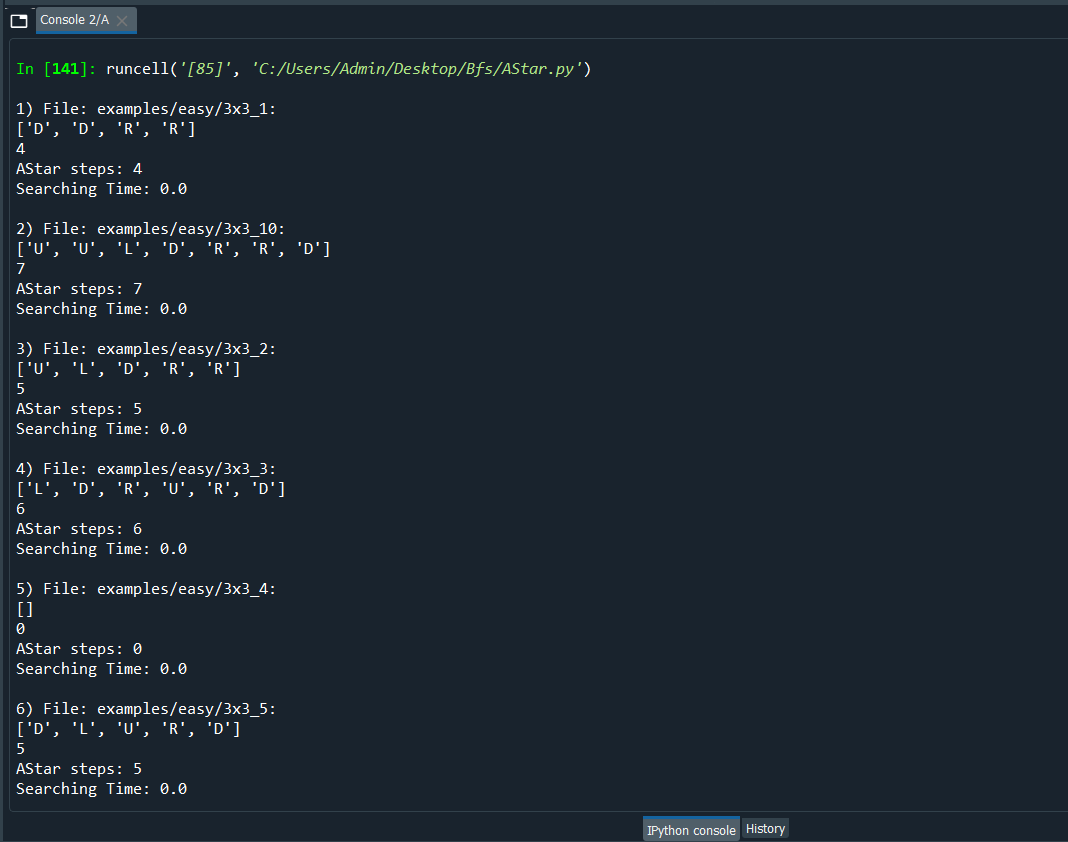 Console 2/A
In [141]: runcell('[85]', 'C:/Users/Admin/Desktop/Bfs/AStar.py')
1) File: examples/easy/3x3_1:
['D', 'D', 'R', 'R']
4
AStar steps: 4
Searching Time: 0.0
2) File: examples/easy/3x3_10:
['U', 'U', 'L', 'D', 'R', 'R', 'D']
7
AStar steps: 7
Searching Time: 0.0
3) File: examples/easy/3x3_2:
['U', 'L', 'D', 'R', 'R']
5
AStar steps: 5
Searching Time: 0.0
4) File: examples/easy/3x3_3:
['L', 'D', 'R', 'U', 'R', 'D']
6
AStar steps: 6
Searching Time: 0.0
5) File: examples/easy/3x3_4:
[]
0
AStar steps: 0
Searching Time: 0.0
6) File: examples/easy/3x3_5:
['D', 'L', 'U', 'R', 'D']
5
AStar steps: 5
Searching Time: 0.0
IPython console History